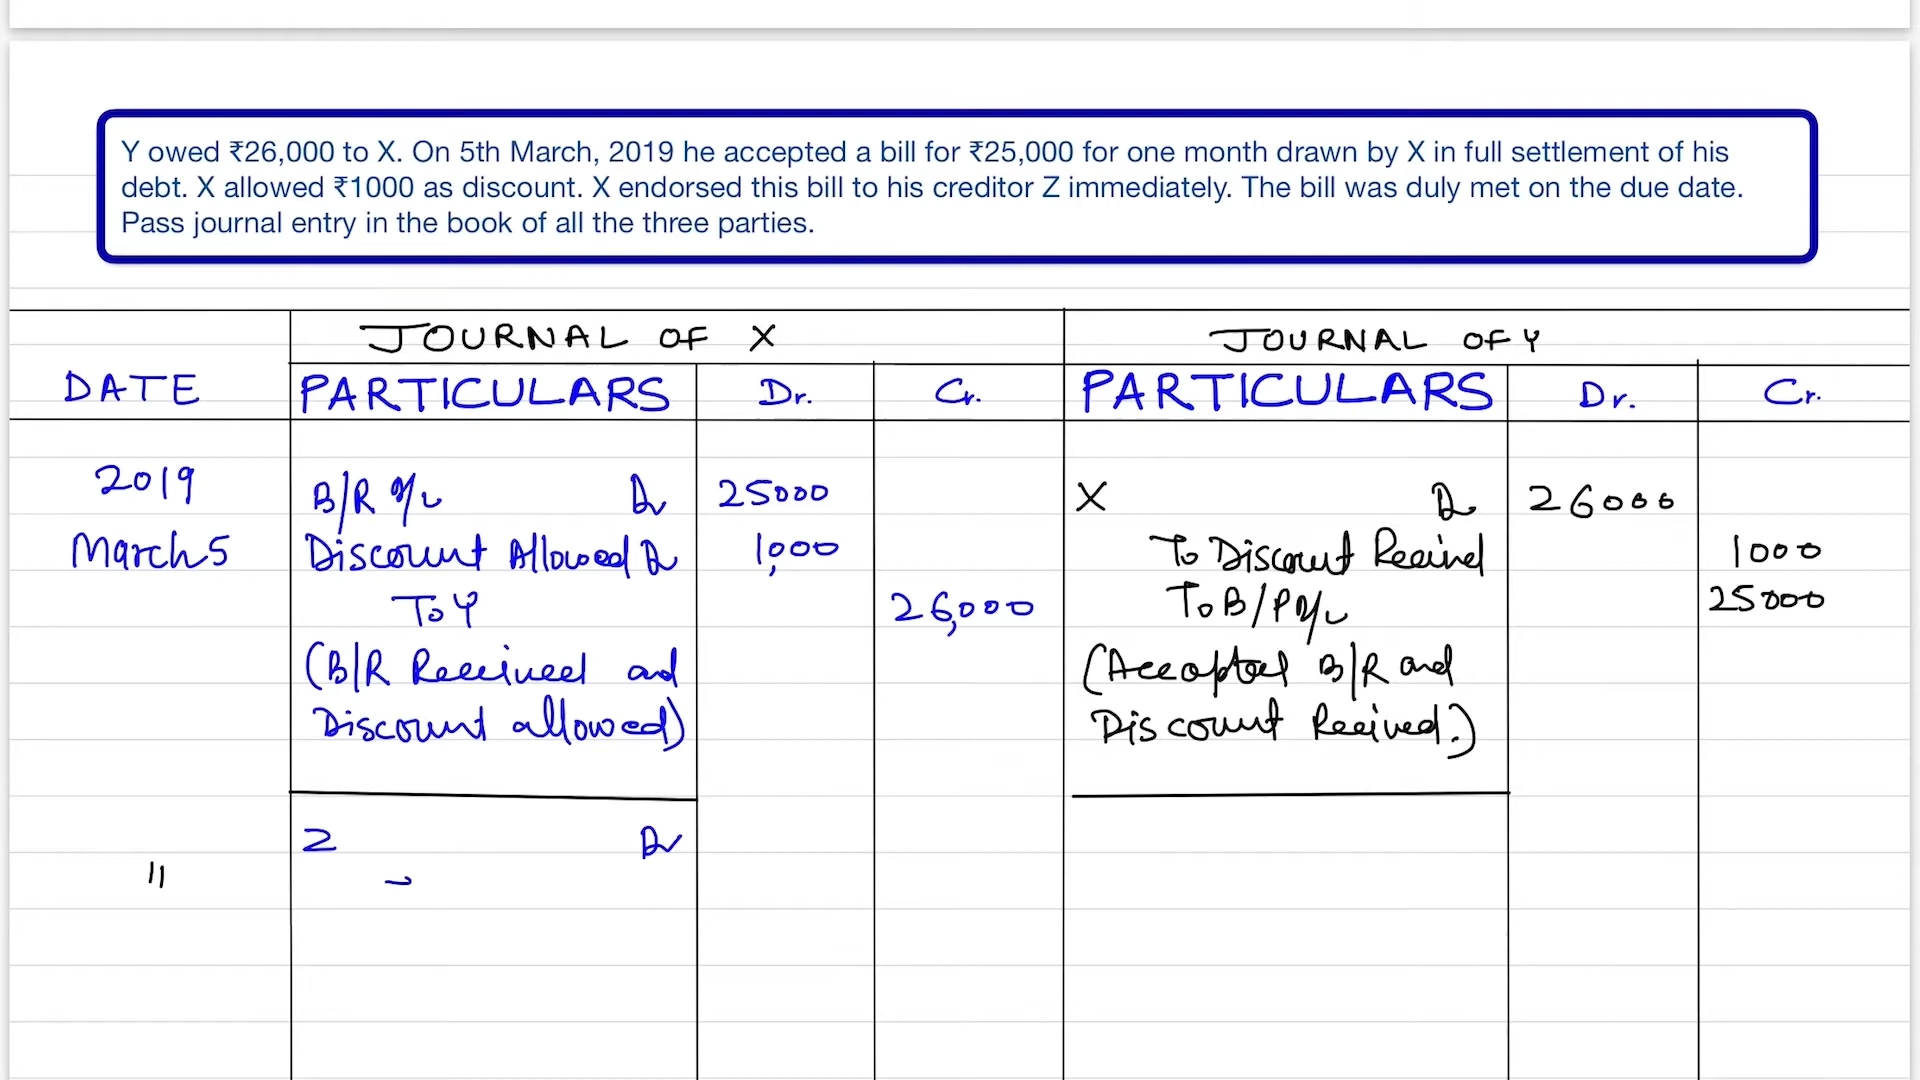 Y owed ₹26,000 to X. On 5th March, 2019 he accepted a bill for ₹25,000 for one month drawn by X in full settlement of his
debt. X allowed ₹1000 as discount. X endorsed this bill to his creditor Z immediately. The bill was duly met on the due date.
Pass journal entry in the book of all the three parties.
JOURNAL OF X JOURNAL OF Y
DATE PARTICULARS Dr. Cr. PARTICULARS Dr. Cr.
2019 B/R A/c Dr 25000 X Dr 26000
March 5 Discount Allowed Dr 1,000 To Discount Received 1000
To Y 26,000 To B/P A/c 25000
(B/R Received and (Accepted B/R and
Discount allowed) Discount Received.)
Z Dr
"